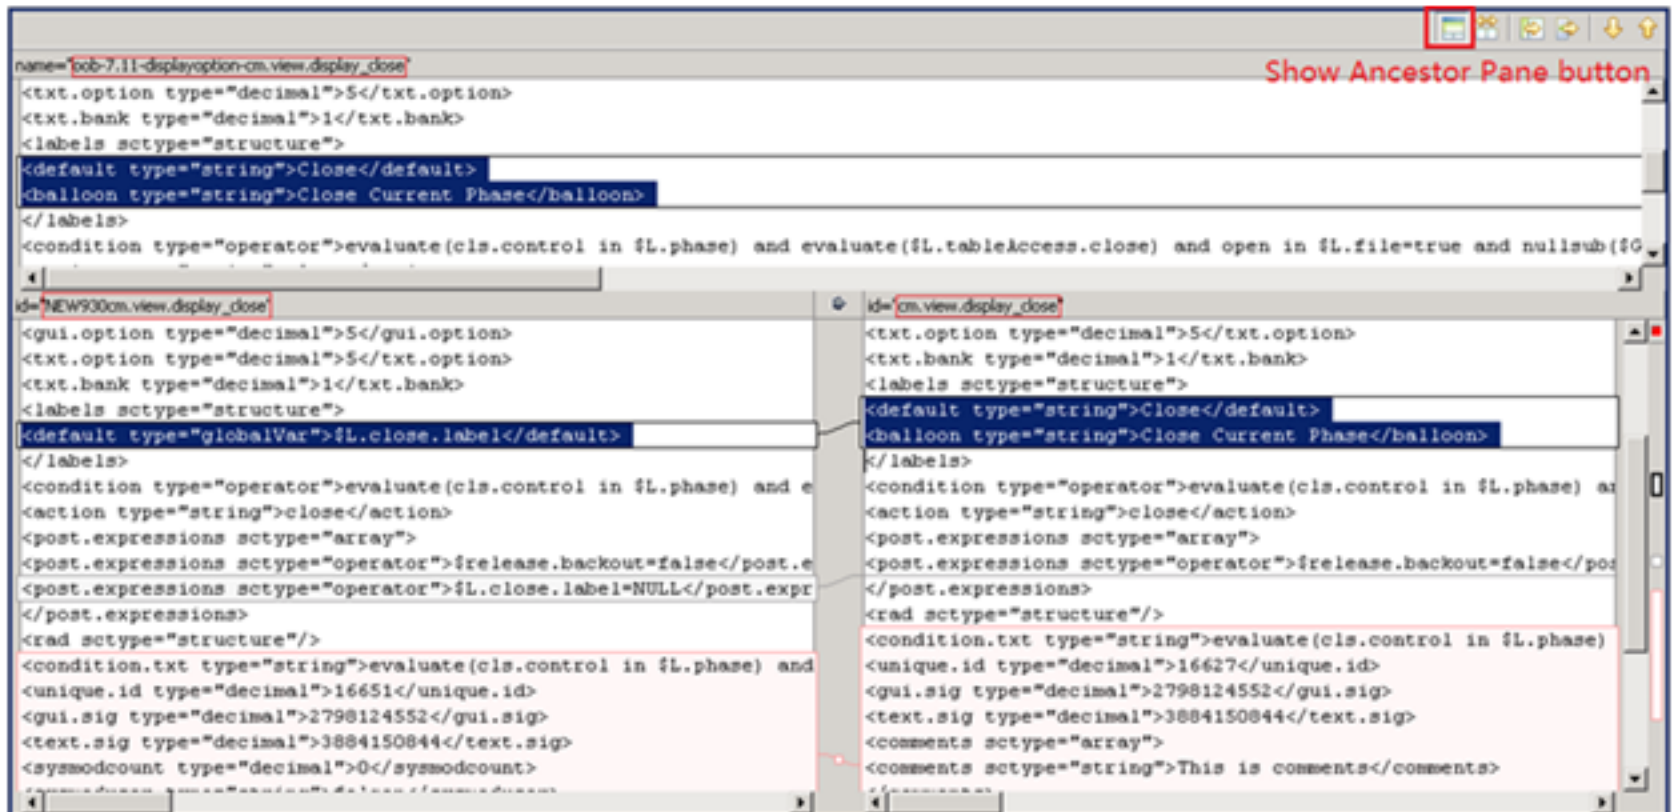 Show Ancestor Pane button
name="oob-7.11-displayoption-cm.view.display_close"
<txt.option type="decimal">5</txt.option>
<txt.bank type="decimal">1</txt.bank>
<labels sctype="structure">
<default type="string">Close</default>
<balloon type="string">Close Current Phase</balloon>
</labels>
<condition type="operator">evaluate(cls.control in $L.phase) and evaluate($L.tableAccess.close) and open in $L.file=true and nullsub($G
id="NEW930cm.view.display_close"
<gui.option type="decimal">5</gui.option>
<txt.option type="decimal">5</txt.option>
<txt.bank type="decimal">1</txt.bank>
<labels sctype="structure">
<default type="globalVar">$L.close.label</default>
</labels>
<condition type="operator">evaluate(cls.control in $L.phase) and e
<action type="string">close</action>
<post.expressions sctype="array">
<post.expressions sctype="operator">$release.backout=false</post.e
<post.expressions sctype="operator">$L.close.label=NULL</post.expr
</post.expressions>
<rad sctype="structure"/>
<condition.txt type="string">evaluate(cls.control in $L.phase) and
<unique.id type="decimal">16651</unique.id>
<gui.sig type="decimal">2798124552</gui.sig>
<text.sig type="decimal">3884150844</text.sig>
<sysmodcount type="decimal">0</sysmodcount>
id="cm.view.display_close"
<txt.option type="decimal">5</txt.option>
<txt.bank type="decimal">1</txt.bank>
<labels sctype="structure">
<default type="string">Close</default>
<balloon type="string">Close Current Phase</balloon>
</labels>
<condition type="operator">evaluate(cls.control in $L.phase) ar
<action type="string">close</action>
<post.expressions sctype="array">
<post.expressions sctype="operator">$release.backout=false</pos
</post.expressions>
<rad sctype="structure"/>
<condition.txt type="string">evaluate(cls.control in $L.phase)
<unique.id type="decimal">16627</unique.id>
<gui.sig type="decimal">2798124552</gui.sig>
<text.sig type="decimal">3884150844</text.sig>
<comments sctype="array">
<comments sctype="string">This is comments</comments>